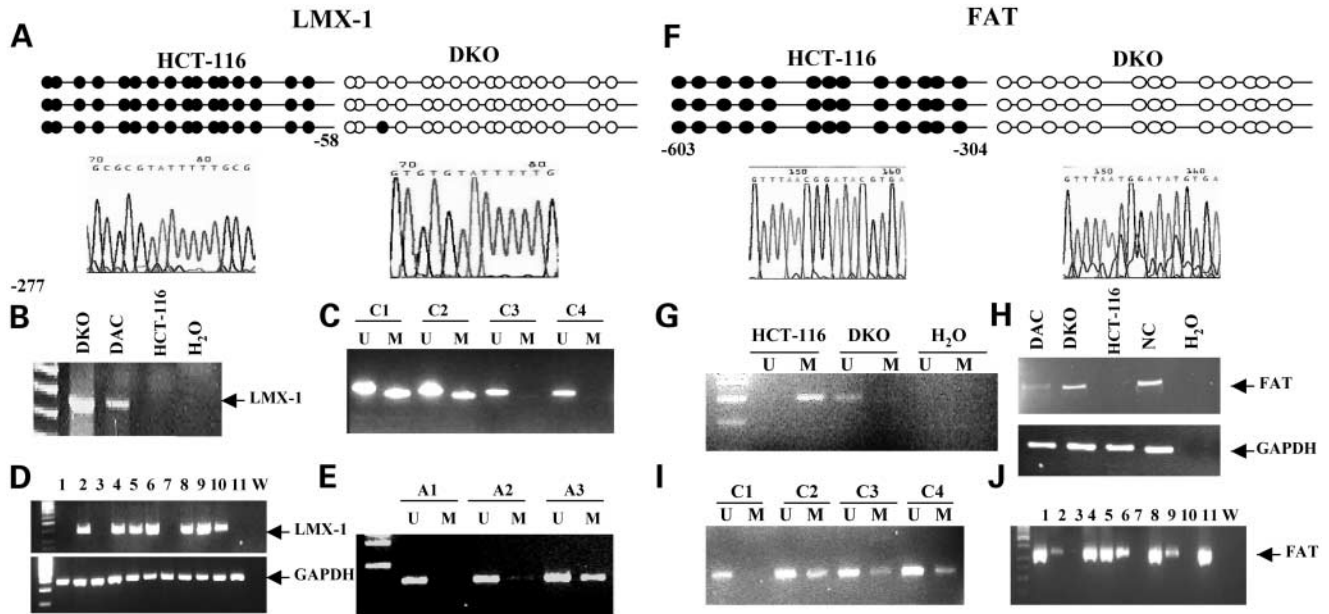 LMX-1
FAT
A
HCT-116
DKO
-58
70 80
G C G C G T A T T T T T G C G
70 80
G T G T G T A T T T T T G
-277
F
HCT-116
DKO
-603
-304
150 160
G T T T A A C G G A T A C G T G A
150 160
G T T T A A T G G A T A T G T G A
B
DKO
DAC
HCT-116
H2O
LMX-1
C
C1 C2 C3 C4
U M U M U M U M
G
HCT-116 DKO H2O
U M U M U M
H
DAC
DKO
HCT-116
NC
H2O
FAT
GAPDH
D
1 2 3 4 5 6 7 8 9 10 11 W
LMX-1
GAPDH
E
A1 A2 A3
U M U M U M
I
C1 C2 C3 C4
U M U M U M U M
J
1 2 3 4 5 6 7 8 9 10 11 W
FAT